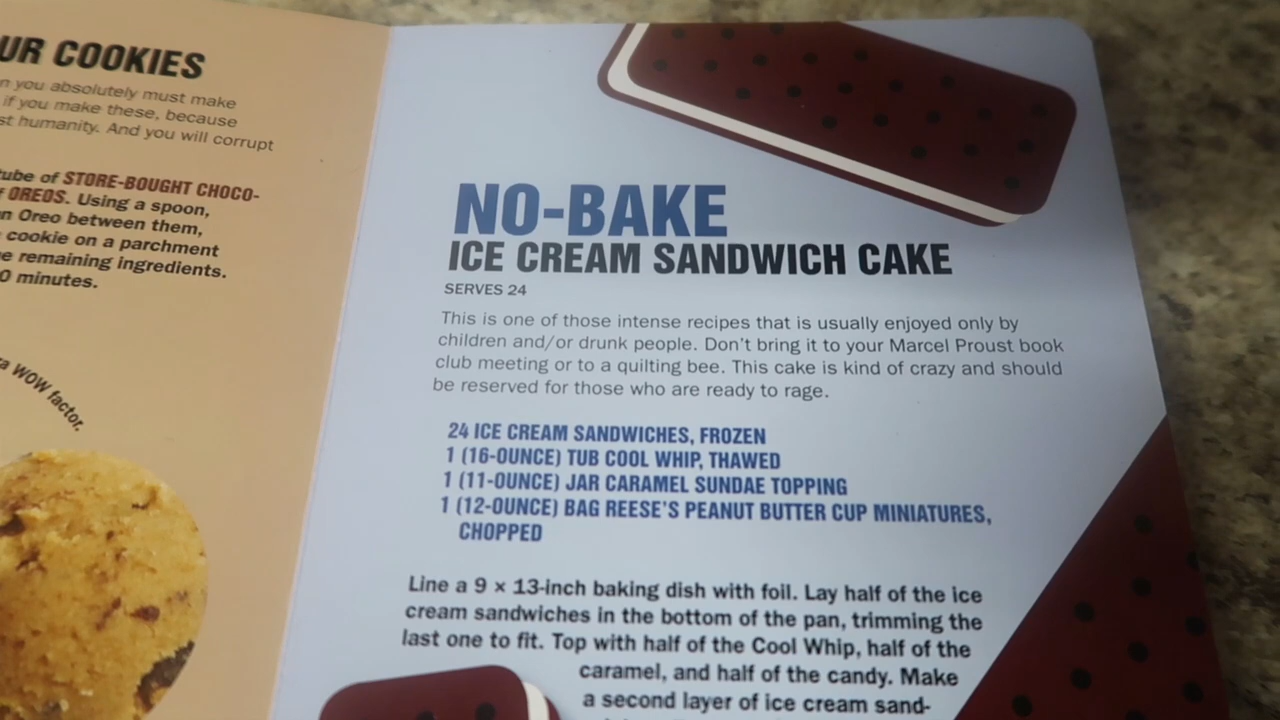 UR COOKIES
n you absolutely must make
if you make these, because
st humanity. And you will corrupt
tube of STORE-BOUGHT CHOCO-
f OREOS. Using a spoon,
n Oreo between them,
cookie on a parchment
e remaining ingredients.
0 minutes.
a WOW factor.
NO-BAKE
ICE CREAM SANDWICH CAKE
SERVES 24
This is one of those intense recipes that is usually enjoyed only by
children and/or drunk people. Don't bring it to your Marcel Proust book
club meeting or to a quilting bee. This cake is kind of crazy and should
be reserved for those who are ready to rage.
24 ICE CREAM SANDWICHES, FROZEN
1 (16-OUNCE) TUB COOL WHIP, THAWED
1 (11-OUNCE) JAR CARAMEL SUNDAE TOPPING
1 (12-OUNCE) BAG REESE'S PEANUT BUTTER CUP MINIATURES,
CHOPPED
Line a 9 × 13-inch baking dish with foil. Lay half of the ice
cream sandwiches in the bottom of the pan, trimming the
last one to fit. Top with half of the Cool Whip, half of the
caramel, and half of the candy. Make
a second layer of ice cream sand-